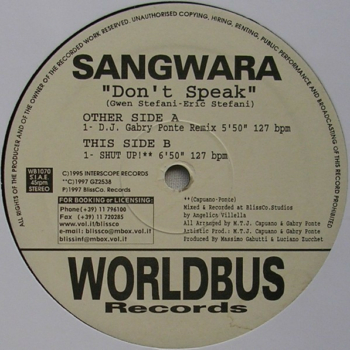 ALL RIGHTS OF THE PRODUCER AND OF THE OWNER OF THE RECORDED WORK RESERVED. UNAUTHORISED COPYING, HIRING, RENTING, PUBLIC PERFORMANCE AND BROADCASTING OF THIS RECORD PROHIBITED
SANGWARA
"Don't Speak"
(Gwen Stefani-Eric Stefani)
OTHER SIDE A
1- D.J. Gabry Ponte Remix 5'50" 127 bpm
THIS SIDE B
1- SHUT UP!** 6'50" 127 bpm
WB1070
S.I.A.E.
45rpm
STEREO
©1995 INTERSCOPE RECORDS
**©1997 GZ2538
℗1997 BlissCo. Records
FOR BOOKING or LICENSING:
Phone (+39) 11 796100
Fax (+39) 11 720285
www.vol.it/blissco
e-mail: blissco@mbox.vol.it
blissinf@mbox.vol.it
**(Capuano-Ponte)
Mixed & Recorded at BlissCo.Studios
by Angelico Villella
All Arranged by M.T.J. Capuano & Gabry Ponte
Artistic Prod.: M.T.J. Capuano & Gabry Ponte
Produced by Massimo Gabutti & Luciano Zucchet
WORLDBUS
Records